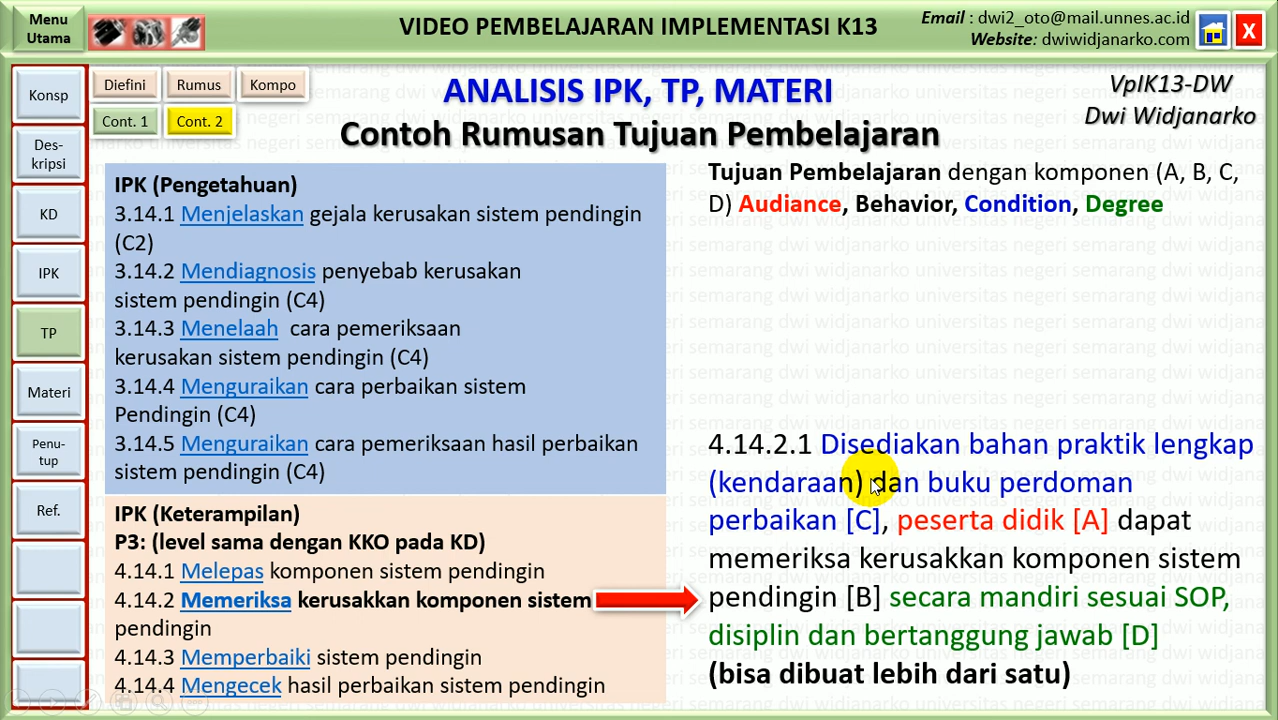 Menu
Utama
VIDEO PEMBELAJARAN IMPLEMENTASI K13
Email : dwi2_oto@mail.unnes.ac.id
Website: dwiwidjanarko.com
X
Konsp
Des-
kripsi
KD
IPK
TP
Materi
Penu-
tup
Ref.
Diefini
Rumus
Kompo
Cont. 1
Cont. 2
ANALISIS IPK, TP, MATERI
Contoh Rumusan Tujuan Pembelajaran
VpIK13-DW
Dwi Widjanarko
IPK (Pengetahuan)
3.14.1 Menjelaskan gejala kerusakan sistem pendingin
(C2)
3.14.2 Mendiagnosis penyebab kerusakan
sistem pendingin (C4)
3.14.3 Menelaah cara pemeriksaan
kerusakan sistem pendingin (C4)
3.14.4 Menguraikan cara perbaikan sistem
Pendingin (C4)
3.14.5 Menguraikan cara pemeriksaan hasil perbaikan
sistem pendingin (C4)
IPK (Keterampilan)
P3: (level sama dengan KKO pada KD)
4.14.1 Melepas komponen sistem pendingin
4.14.2 Memeriksa kerusakkan komponen sistem
pendingin
4.14.3 Memperbaiki sistem pendingin
4.14.4 Mengecek hasil perbaikan sistem pendingin
Tujuan Pembelajaran dengan komponen (A, B, C,
D) Audiance, Behavior, Condition, Degree
4.14.2.1 Disediakan bahan praktik lengkap
(kendaraan) dan buku perdoman
perbaikan [C], peserta didik [A] dapat
memeriksa kerusakkan komponen sistem
pendingin [B] secara mandiri sesuai SOP,
disiplin dan bertanggung jawab [D]
(bisa dibuat lebih dari satu)